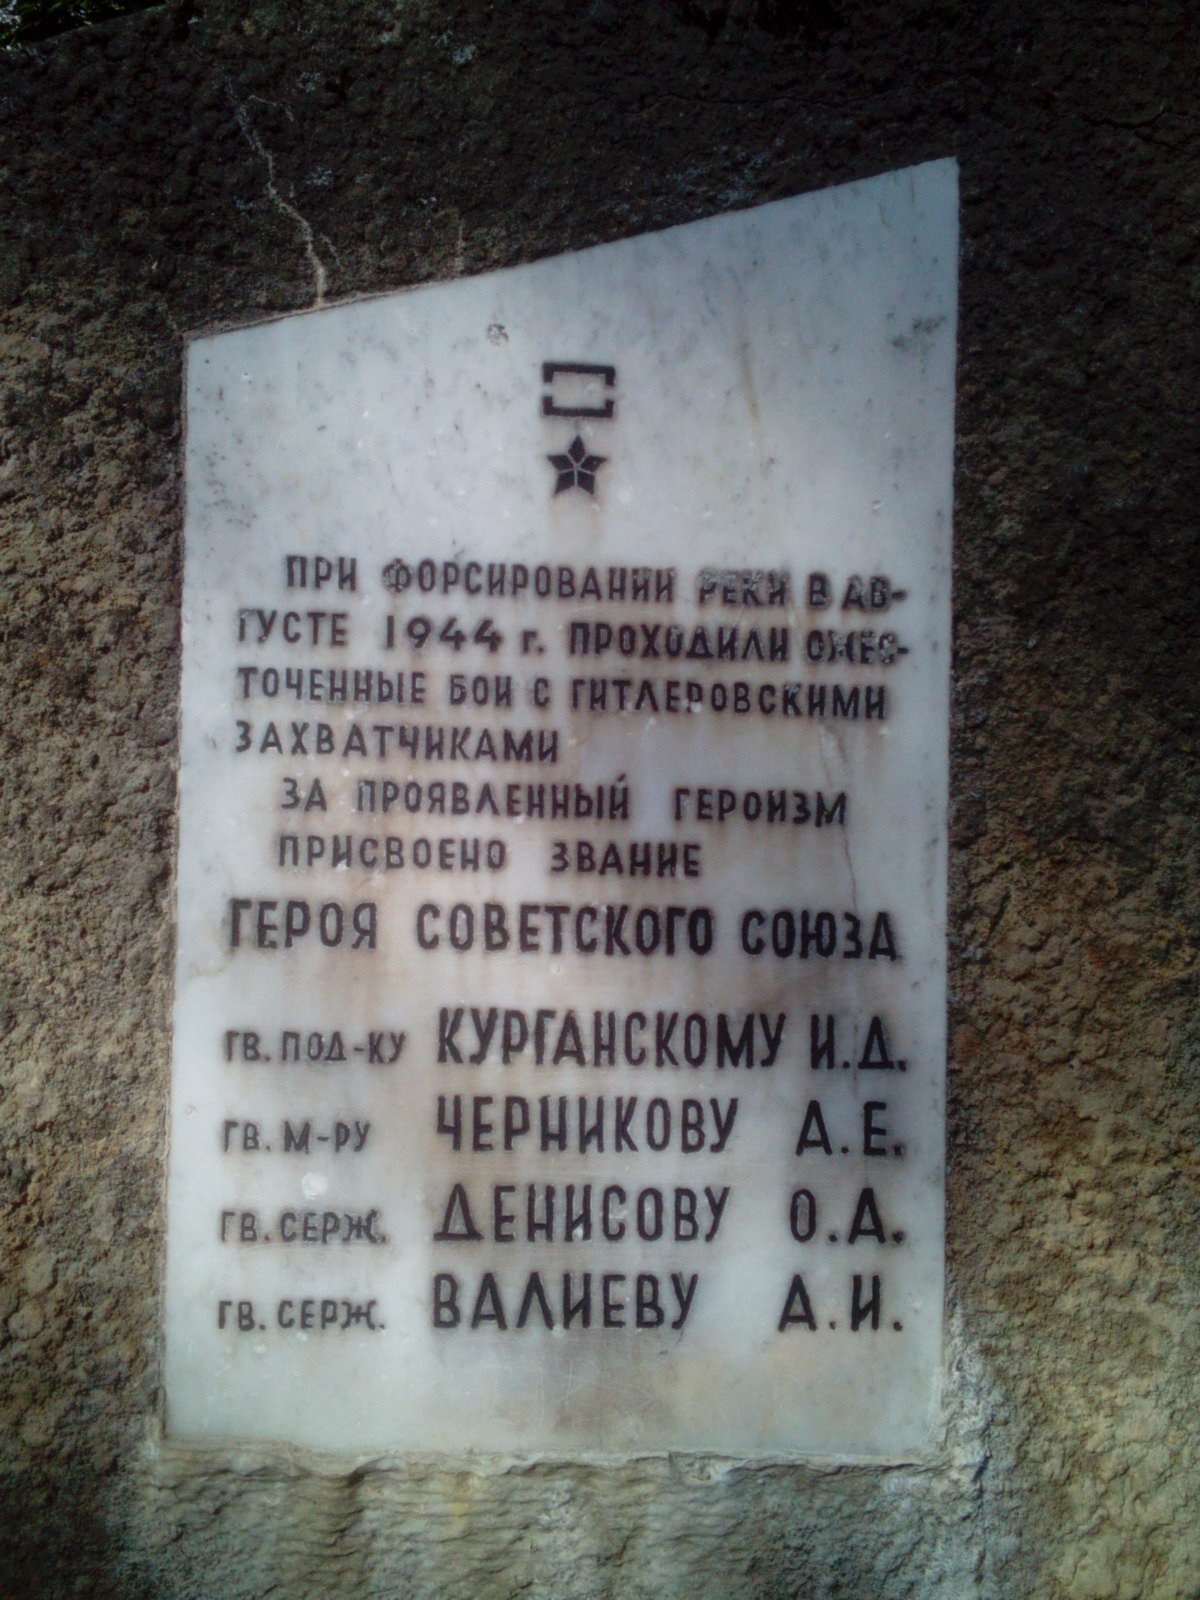 ПРИ ФОРСИРОВАНИИ РЕКИ В АВ-
ГУСТЕ 1944 г. ПРОХОДИЛИ ОЖЕС-
ТОЧЕННЫЕ БОИ С ГИТЛЕРОВСКИМИ
ЗАХВАТЧИКАМИ
ЗА ПРОЯВЛЕННЫЙ ГЕРОИЗМ
ПРИСВОЕНО ЗВАНИЕ
ГЕРОЯ СОВЕТСКОГО СОЮЗА
ГВ. ПОД-КУ КУРГАНСКОМУ И.Д.
ГВ. М-РУ ЧЕРНИКОВУ А.Е.
ГВ. СЕРЖ. ДЕНИСОВУ О.А.
ГВ. СЕРЖ. ВАЛИЕВУ А.И.